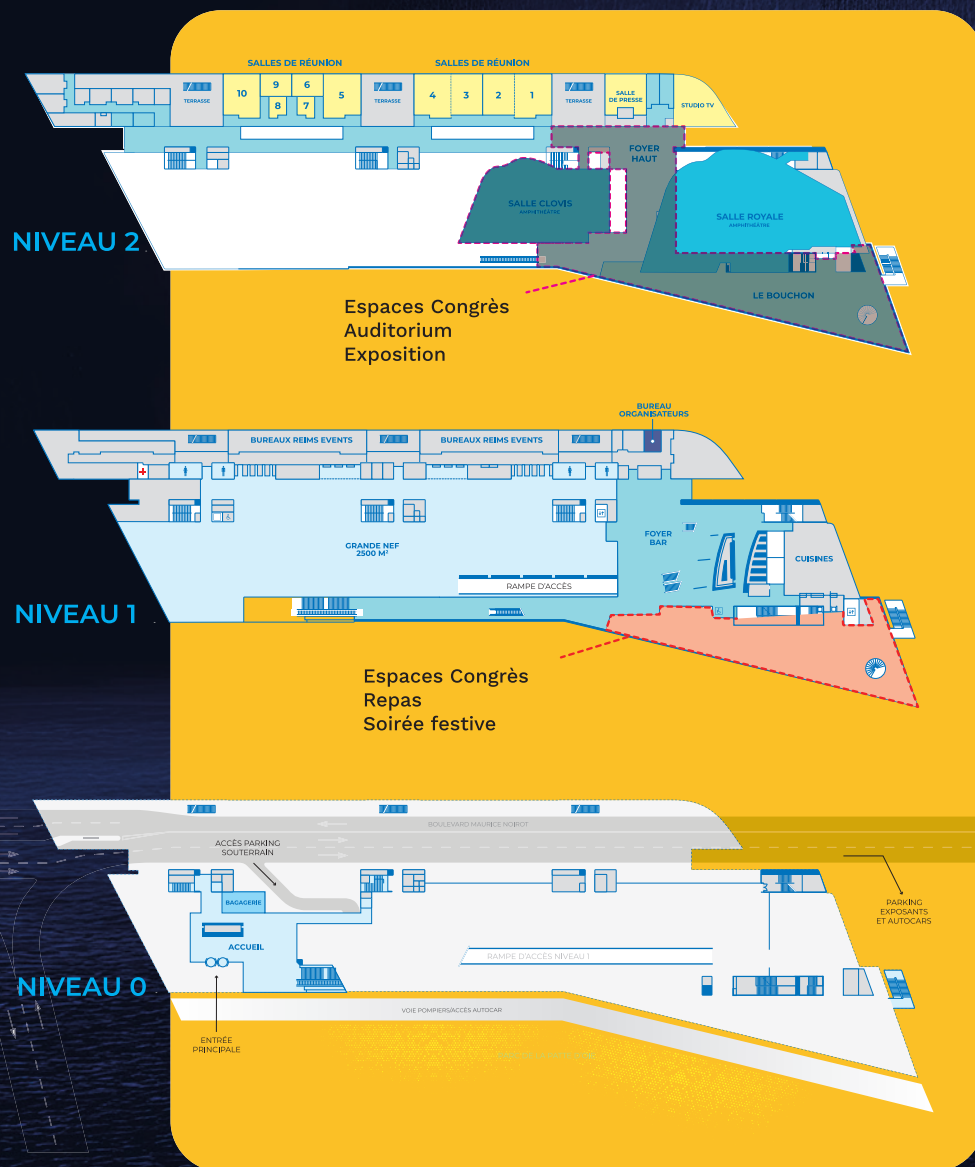 SALLES DE RÉUNION
SALLES DE RÉUNION
TERRASSE
10
9
8
6
7
5
TERRASSE
4
3
2
1
TERRASSE
SALLE
DE PRESSE
STUDIO TV
FOYER
HAUT
SALLE CLOVIS
AMPHITHÉÂTRE
SALLE ROYALE
AMPHITHÉÂTRE
NIVEAU 2
LE BOUCHON
Espaces Congrès
Auditorium
Exposition
BUREAU
ORGANISATEURS
BUREAUX REIMS EVENTS
BUREAUX REIMS EVENTS
GRANDE NEF
2500 M²
FOYER
BAR
CUISINES
RAMPE D'ACCÈS
NIVEAU 1
Espaces Congrès
Repas
Soirée festive
BOULEVARD MAURICE NOIROT
ACCÈS PARKING
SOUTERRAIN
BAGAGERIE
PARKING
EXPOSANTS
ET AUTOCARS
ACCUEIL
RAMPE D'ACCÈS NIVEAU 1
NIVEAU 0
VOIE POMPIERS/ACCÈS AUTOCAR
ENTRÉE
PRINCIPALE